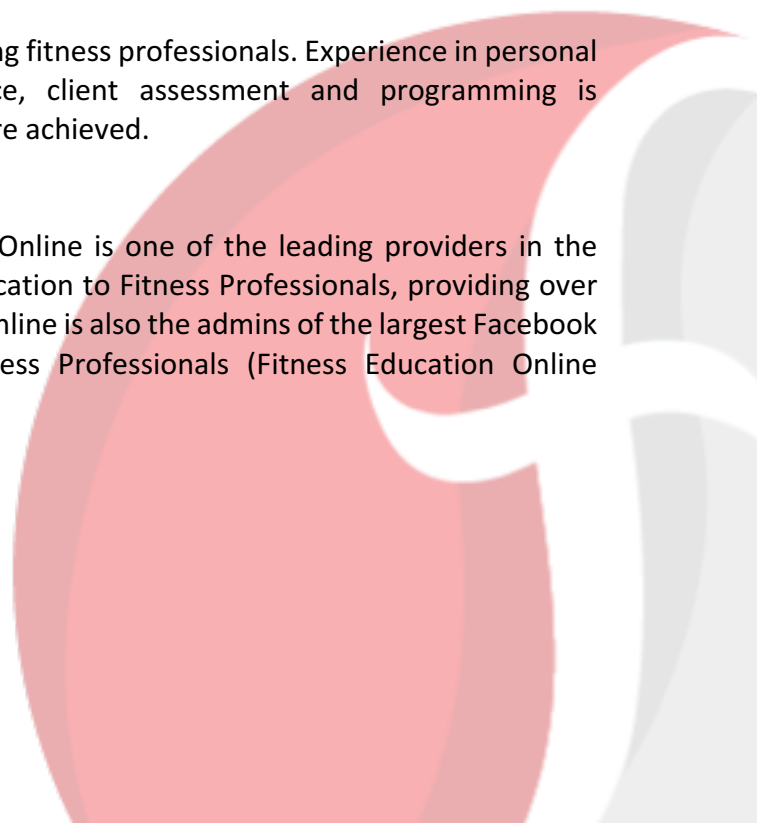 ng fitness professionals. Experience in personal
ce, client assessment and programming is
re achieved.
Online is one of the leading providers in the
cation to Fitness Professionals, providing over
nline is also the admins of the largest Facebook
ess Professionals (Fitness Education Online